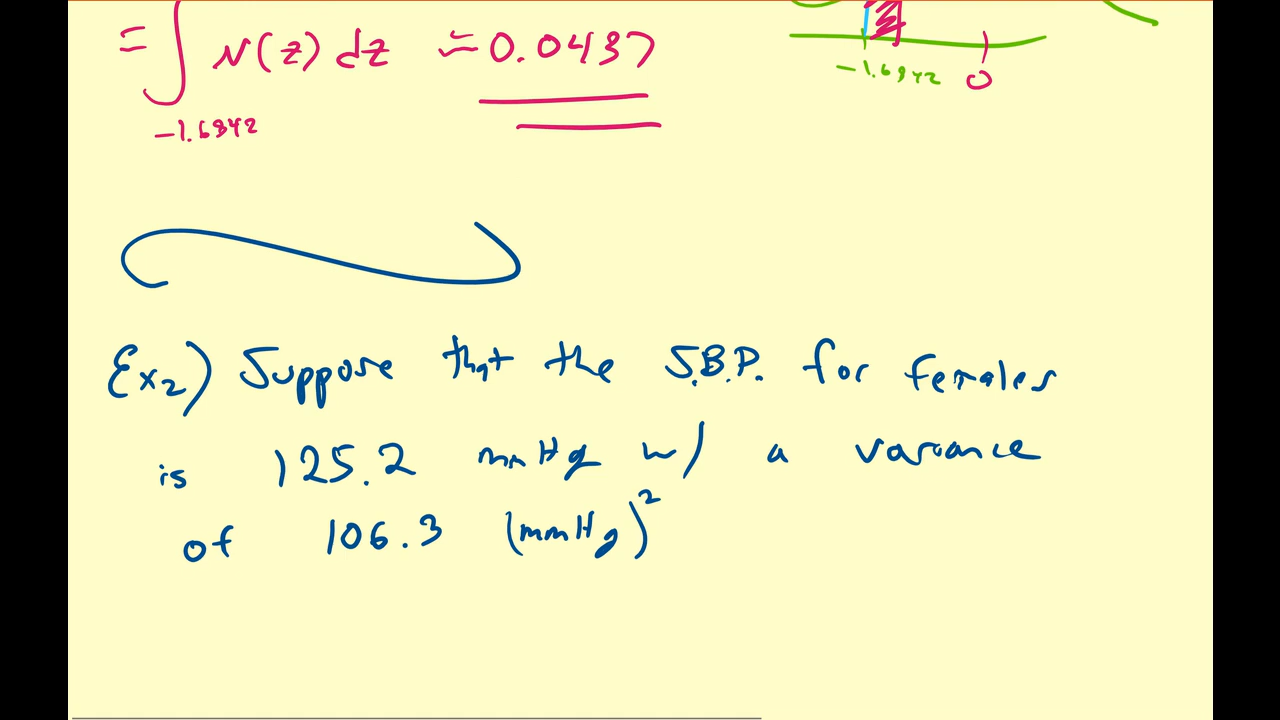 = ∫ N(z) dz ≈ 0.0437
-1.6842
-1.6842
0
Ex2) Suppose that the S.B.P. for females
is 125.2 mmHg w/ a variance
of 106.3 (mmHg)²